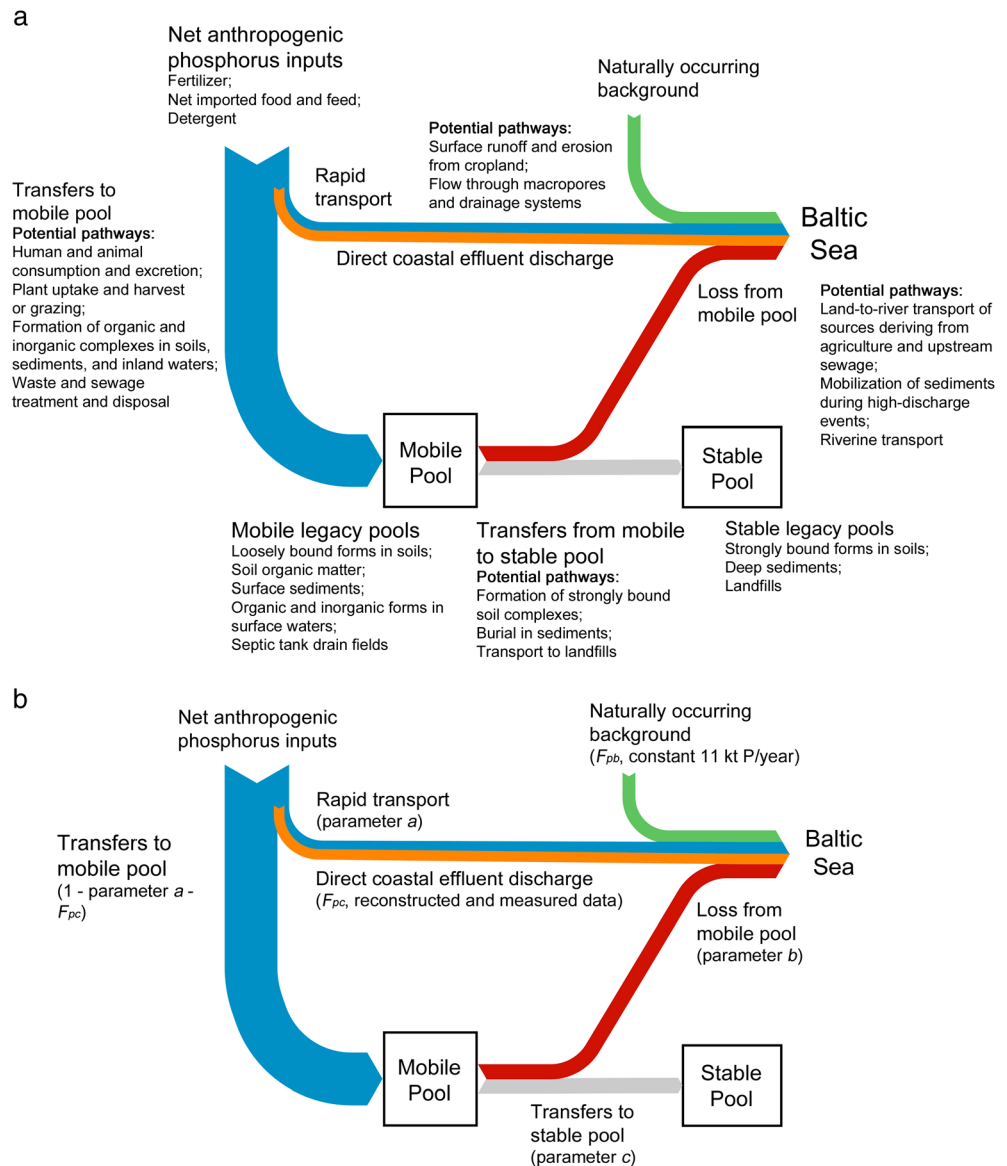 a
Net anthropogenic
phosphorus inputs
Fertilizer;
Net imported food and feed;
Detergent
Naturally occurring
background
Potential pathways:
Surface runoff and erosion
from cropland;
Flow through macropores
and drainage systems
Rapid
transport
Transfers to
mobile pool
Potential pathways:
Human and animal
consumption and excretion;
Plant uptake and harvest
or grazing;
Formation of organic and
inorganic complexes in soils,
sediments, and inland waters;
Waste and sewage
treatment and disposal
Direct coastal effluent discharge
Baltic
Sea
Loss from
mobile pool
Potential pathways:
Land-to-river transport of
sources deriving from
agriculture and upstream
sewage;
Mobilization of sediments
during high-discharge
events;
Riverine transport
Mobile
Pool
Stable
Pool
Mobile legacy pools
Loosely bound forms in soils;
Soil organic matter;
Surface sediments;
Organic and inorganic forms in
surface waters;
Septic tank drain fields
Transfers from mobile
to stable pool
Potential pathways:
Formation of strongly bound
soil complexes;
Burial in sediments;
Transport to landfills
Stable legacy pools
Strongly bound forms in soils;
Deep sediments;
Landfills
b
Net anthropogenic
phosphorus inputs
Naturally occurring
background
(Fpb, constant 11 kt P/year)
Rapid transport
(parameter a)
Transfers to
mobile pool
(1 - parameter a -
Fpc)
Direct coastal effluent discharge
(Fpc, reconstructed and measured data)
Baltic
Sea
Loss from
mobile pool
(parameter b)
Mobile
Pool
Stable
Pool
Transfers to
stable pool
(parameter c)